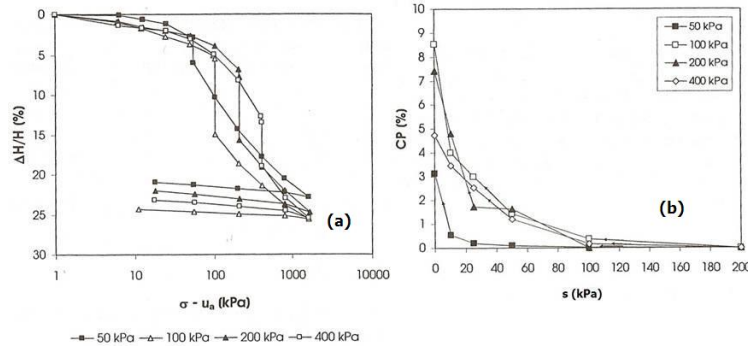 0
5
10
15
20
25
30
ΔH/H (%)
(a)
1 10 100 1000 10000
σ - uₐ (kPa)
50 kPa 100 kPa 200 kPa 400 kPa
10
9
8
7
6
5
4
3
2
1
0
CP (%)
50 kPa
100 kPa
200 kPa
400 kPa
(b)
0 20 40 60 80 100 120 140 160 180 200
s (kPa)